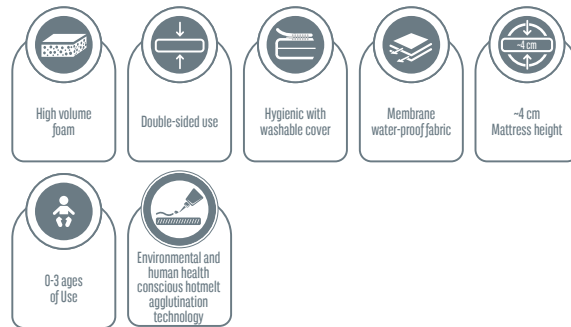 ~4 cm
High volume
foam
Double-sided use
Hygienic with
washable cover
Membrane
water-proof fabric
~4 cm
Mattress height
0-3 ages
of Use
Environmental and
human health
conscious hotmelt
agglutination
technology